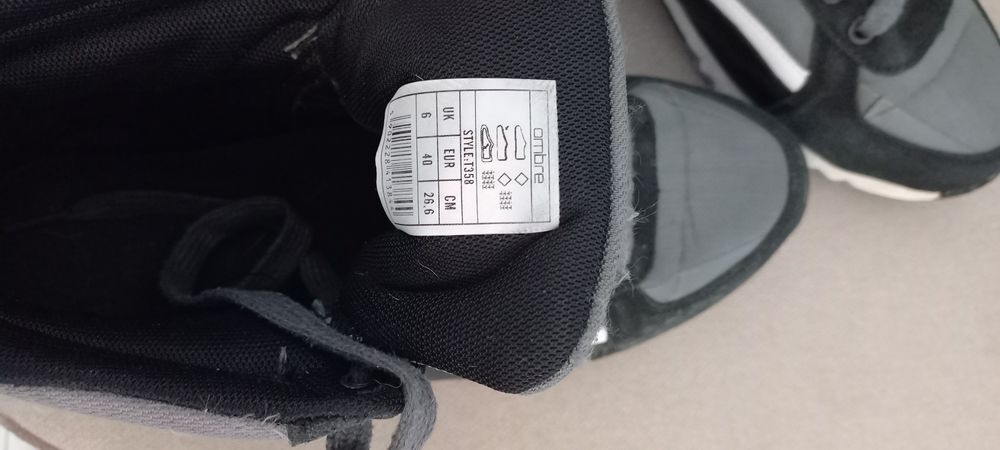 ombre
STYLE:T358
UK EUR CM
6 40 26.6